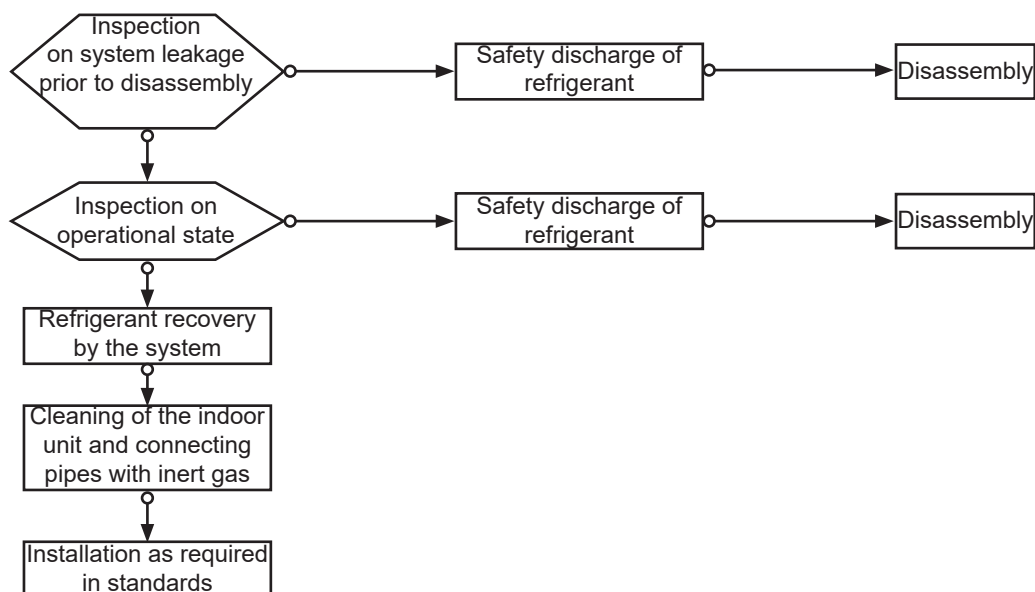 Inspection
on system leakage
prior to disassembly
Safety discharge of
refrigerant
Disassembly
Inspection on
operational state
Safety discharge of
refrigerant
Disassembly
Refrigerant recovery
by the system
Cleaning of the indoor
unit and connecting
pipes with inert gas
Installation as required
in standards